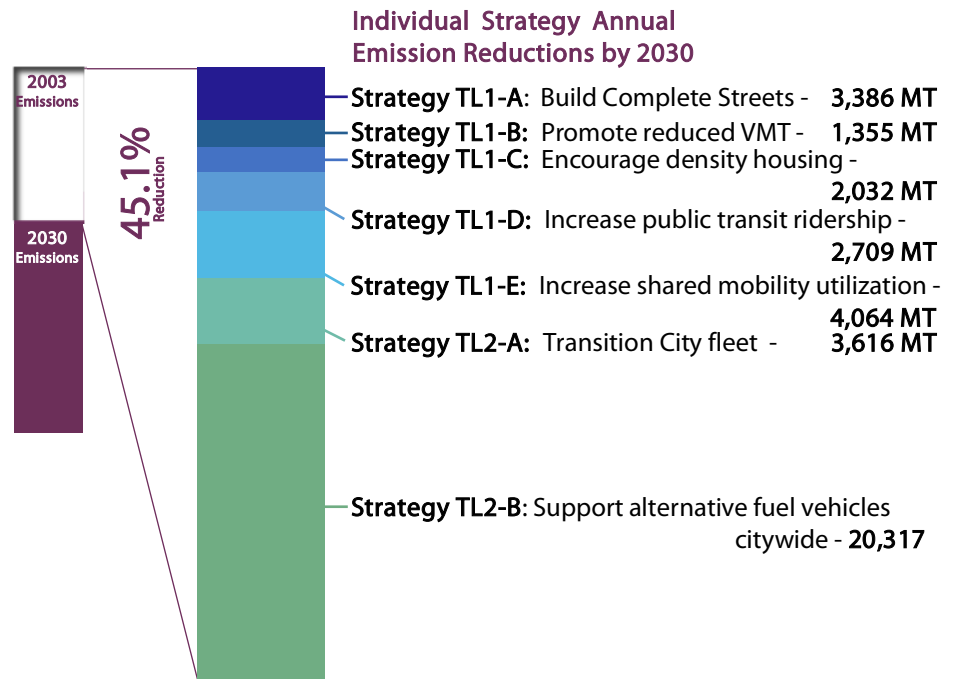 Individual Strategy Annual
Emission Reductions by 2030
2003
Emissions
45.1%
Reduction
2030
Emissions
Strategy TL1-A: Build Complete Streets - 3,386 MT
Strategy TL1-B: Promote reduced VMT - 1,355 MT
Strategy TL1-C: Encourage density housing -
2,032 MT
Strategy TL1-D: Increase public transit ridership -
2,709 MT
Strategy TL1-E: Increase shared mobility utilization -
4,064 MT
Strategy TL2-A: Transition City fleet - 3,616 MT
Strategy TL2-B: Support alternative fuel vehicles
citywide - 20,317